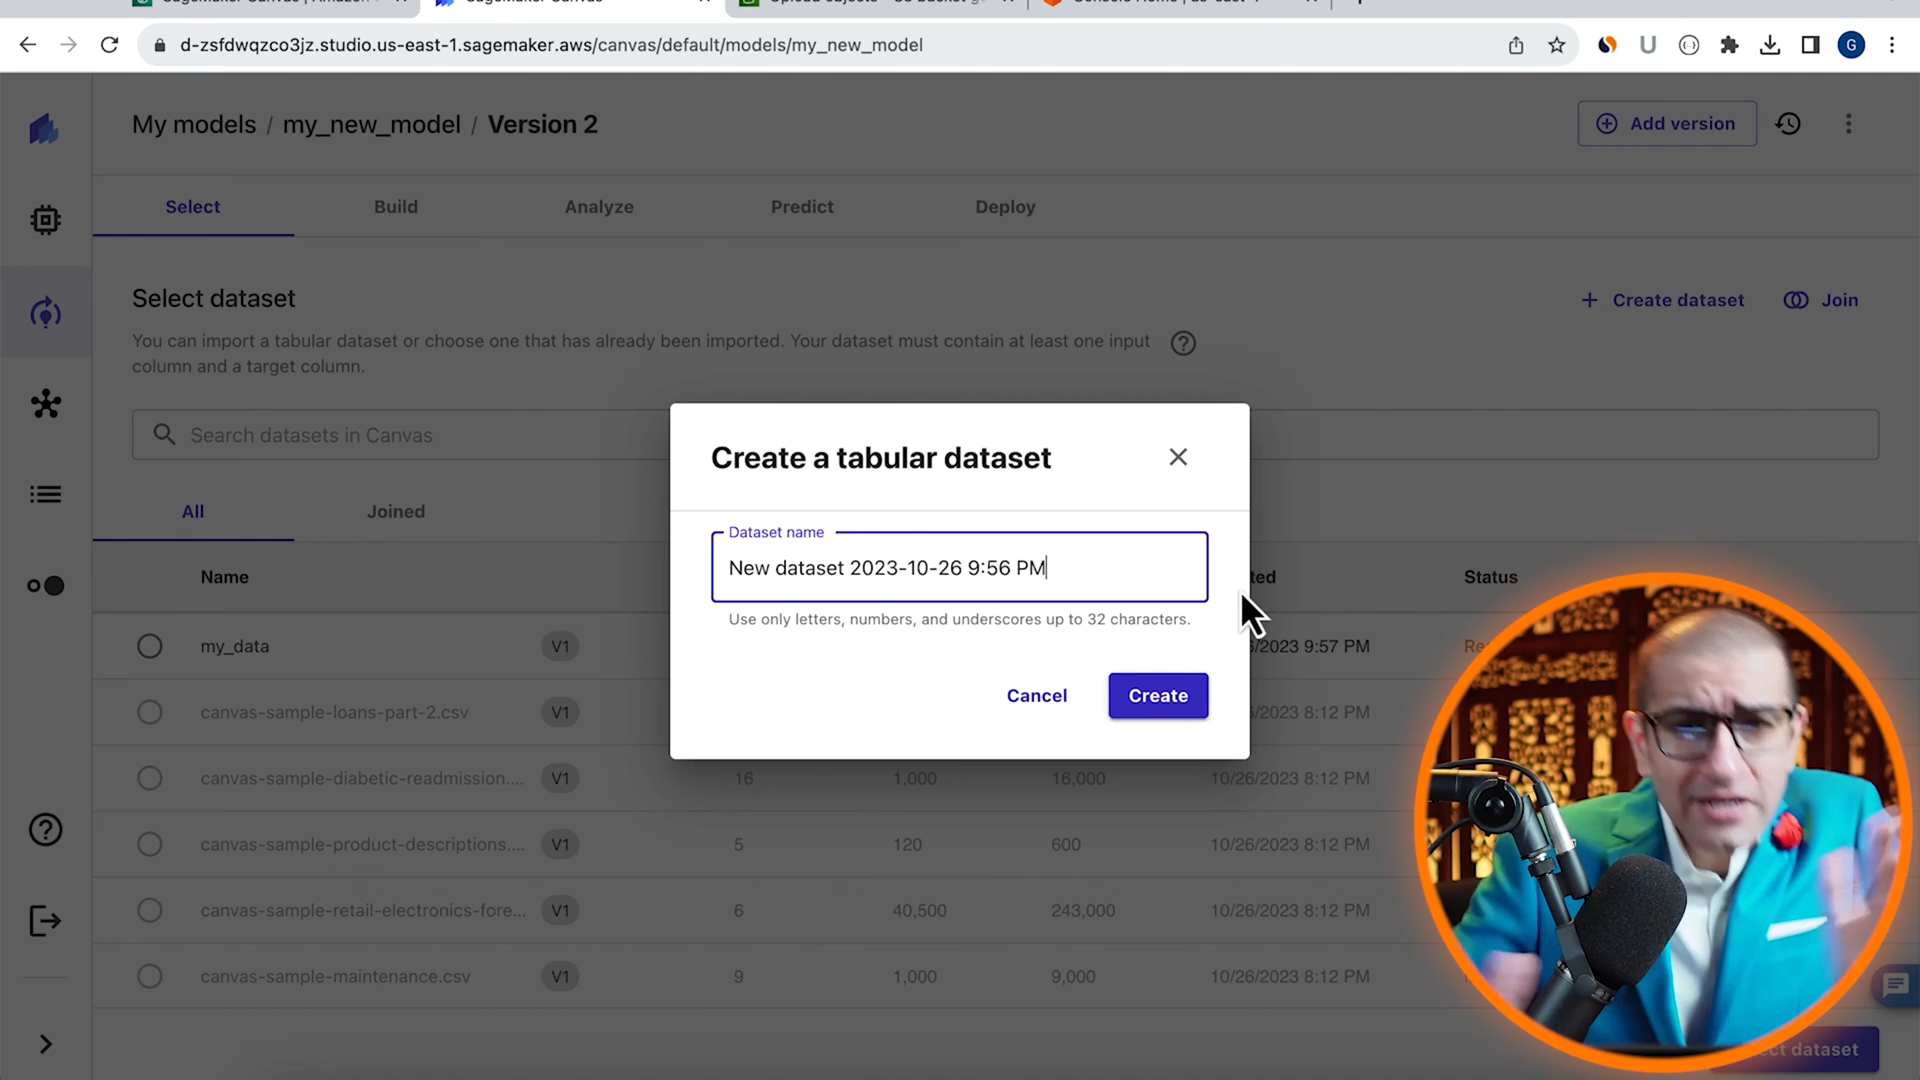 d-zsfdwqzco3jz.studio.us-east-1.sagemaker.aws/canvas/default/models/my_new_model
G
My models / my_new_model / Version 2
Add version
Select
Build
Analyze
Predict
Deploy
Select dataset
Create dataset
Join
You can import a tabular dataset or choose one that has already been imported. Your dataset must contain at least one input
column and a target column.
Search datasets in Canvas
All
Joined
Create a tabular dataset
Dataset name
New dataset 2023-10-26 9:56 PM
Use only letters, numbers, and underscores up to 32 characters.
Cancel
Create
Name
Status
my_data
V1
9:57 PM
canvas-sample-loans-part-2.csv
V1
8:12 PM
canvas-sample-diabetic-readmission....
V1
16
1,000
16,000
10/26/2023 8:12 PM
canvas-sample-product-descriptions....
V1
5
120
600
10/26/2023 8:12 PM
canvas-sample-retail-electronics-fore...
V1
6
40,500
243,000
10/26/2023 8:12 PM
canvas-sample-maintenance.csv
V1
9
1,000
9,000
10/26/2023 8:12 PM
dataset